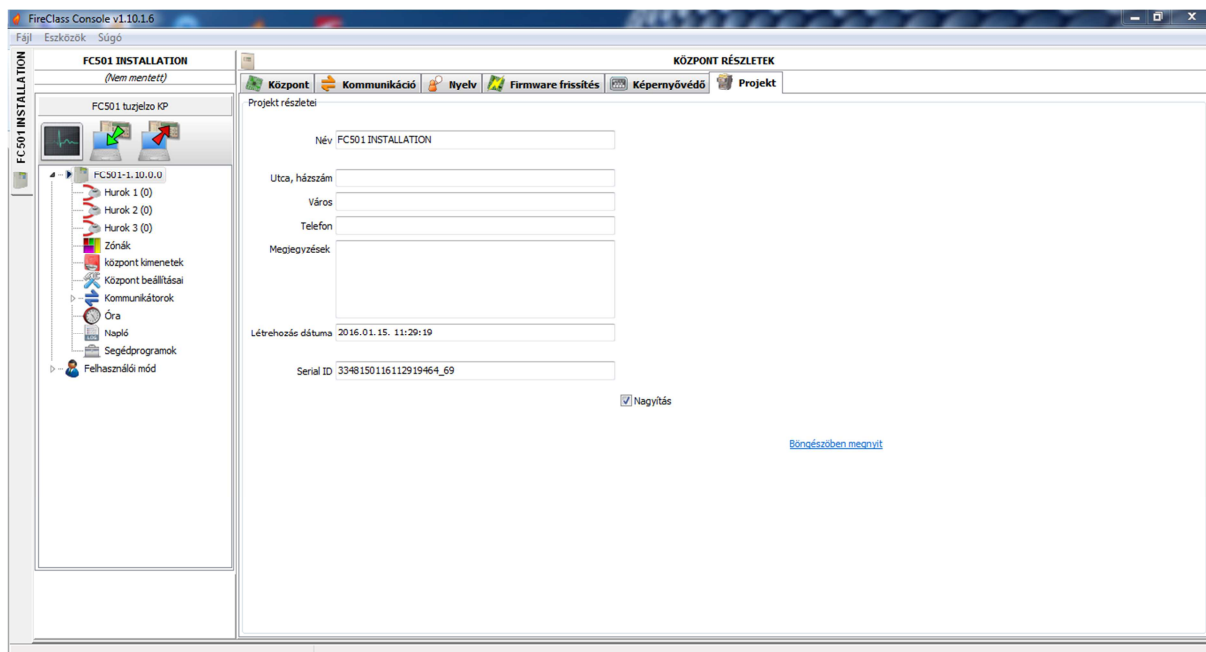 FireClass Console v1.10.1.6
Fájl Eszközök Súgó
FC501 INSTALLATION
FC501 INSTALLATION
(Nem mentett)
FC501 tuzjelzo KP
FC501-1.10.0.0
Hurok 1 (0)
Hurok 2 (0)
Hurok 3 (0)
Zónák
központ kimenetek
Központ beállításai
Kommunikátorok
Óra
Napló
Segédprogramok
Felhasználói mód
KÖZPONT RÉSZLETEK
Központ Kommunikáció Nyelv Firmware frissítés Képernyővédő Projekt
Projekt részletei
Név FC501 INSTALLATION
Utca, házszám
Város
Telefon
Megjegyzések
Létrehozás dátuma 2016.01.15. 11:29:19
Serial ID 3348150116112919464_69
Nagyítás
Böngészőben megnyit